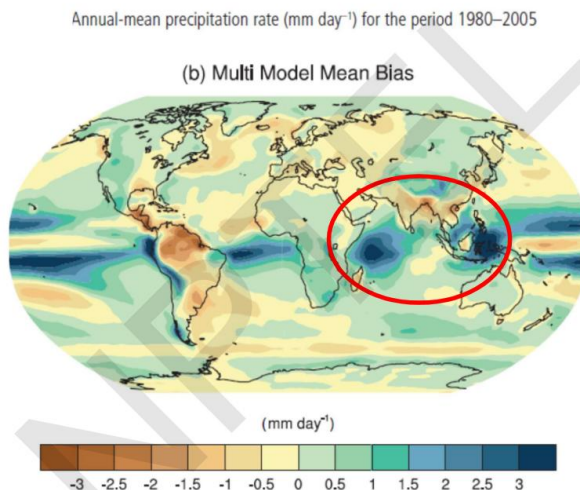 Annual-mean precipitation rate (mm day⁻¹) for the period 1980–2005
(b) Multi Model Mean Bias
(mm day⁻¹)
-3 -2.5 -2 -1.5 -1 -0.5 0 0.5 1 1.5 2 2.5 3
NPTEL